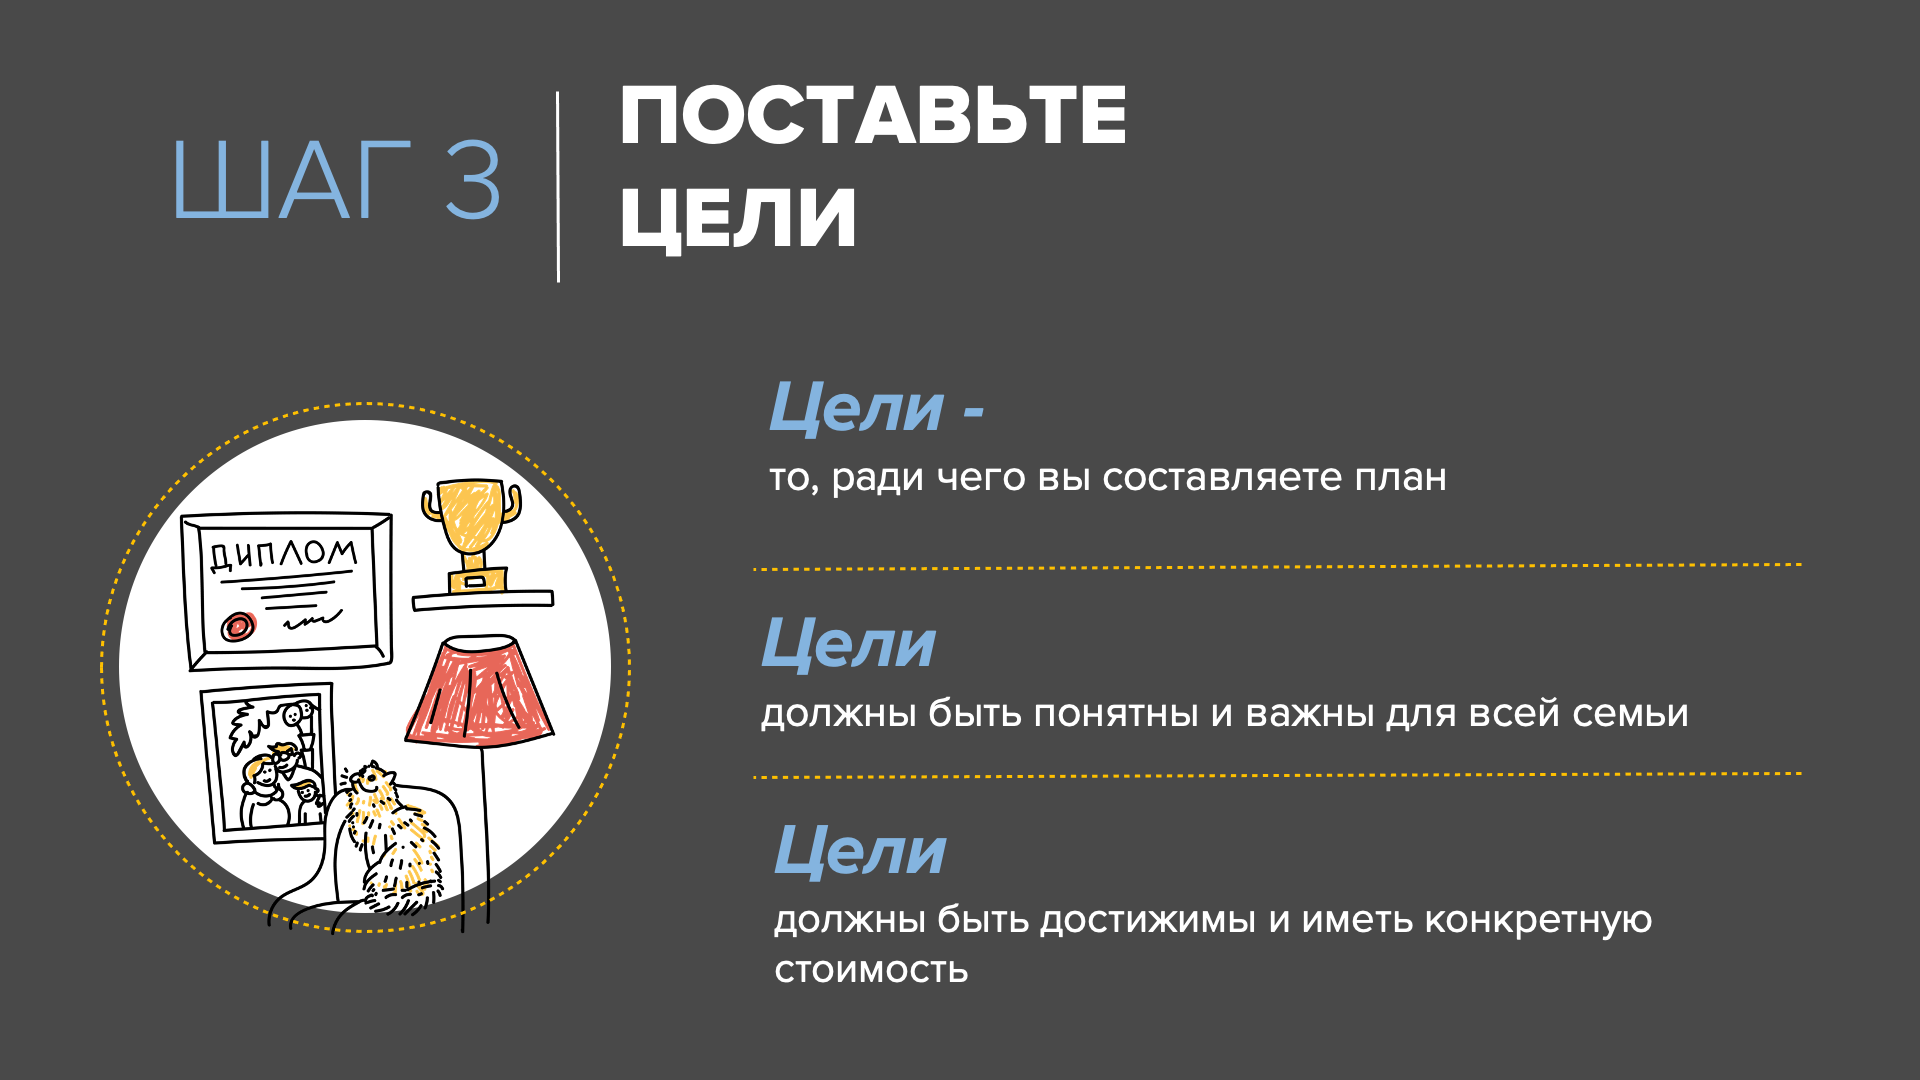 ШАГ 3
ПОСТАВЬТЕ
ЦЕЛИ
Цели -
то, ради чего вы составляете план
Цели
должны быть понятны и важны для всей семьи
Цели
должны быть достижимы и иметь конкретную
стоимость
ДИПЛОМ